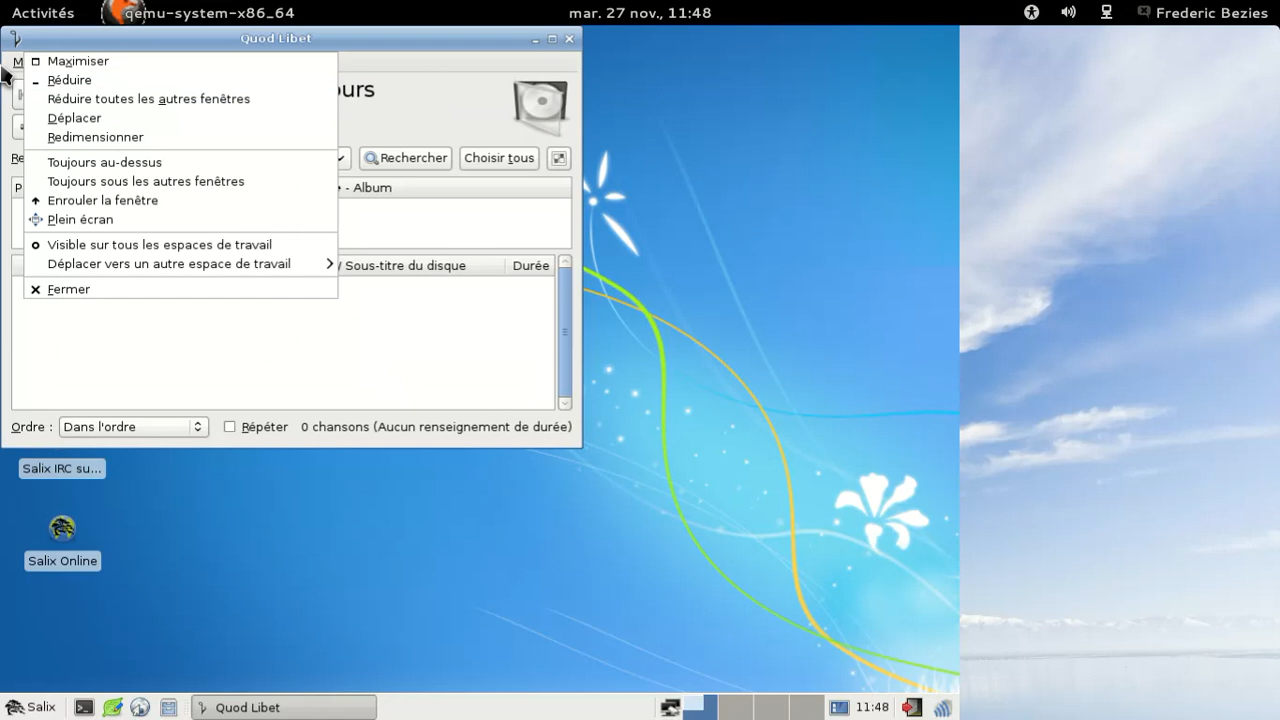 Activités qemu-system-x86_64 mar. 27 nov., 11:48 Frederic Bezies
Quod Libet
M
Maximiser
Réduire
Réduire toutes les autres fenêtres
Déplacer
Redimensionner
Toujours au-dessus
Toujours sous les autres fenêtres
Enrouler la fenêtre
Plein écran
Visible sur tous les espaces de travail
Déplacer vers un autre espace de travail
Fermer
ours
Re Rechercher Choisir tous
P - Album
/ Sous-titre du disque Durée
Ordre : Dans l'ordre Répéter 0 chansons (Aucun renseignement de durée)
Salix IRC su...
Salix Online
Salix Quod Libet 11:48